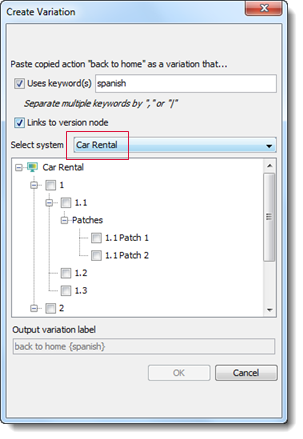 Create Variation
Paste copied action "back to home" as a variation that...
Uses keyword(s)
spanish
Separate multiple keywords by "," or "|"
Links to version node
Select system
Car Rental
Car Rental
1
1.1
Patches
1.1 Patch 1
1.1 Patch 2
1.2
1.3
2
Output variation label
back to home {spanish}
OK
Cancel